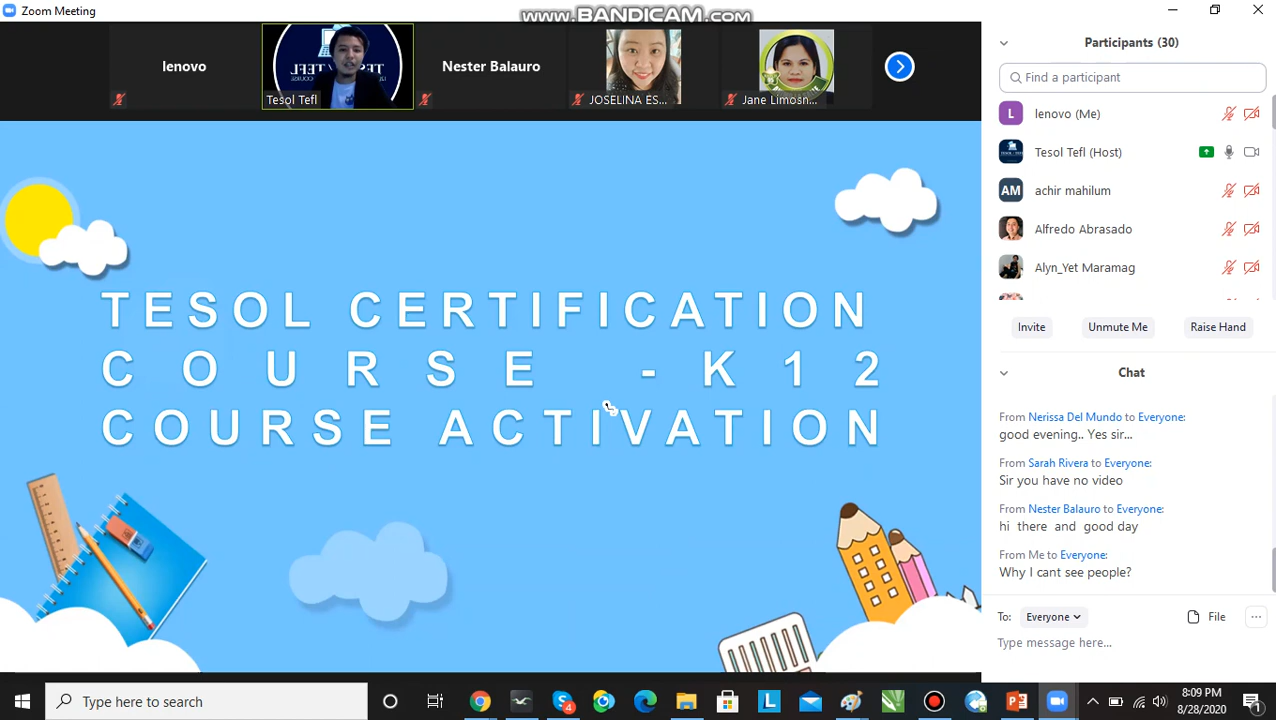 Zoom Meeting
www.BANDICAM.com
lenovo
Tesol Tefl
Nester Balauro
JOSELINA ES...
Jane Limosn...
TESOL CERTIFICATION
COURSE -K12
COURSE ACTIVATION
Participants (30)
Find a participant
L lenovo (Me)
Tesol Tefl (Host)
AM achir mahilum
Alfredo Abrasado
Alyn_Yet Maramag
Invite Unmute Me Raise Hand
Chat
From Nerissa Del Mundo to Everyone:
good evening.. Yes sir...
From Sarah Rivera to Everyone:
Sir you have no video
From Nester Balauro to Everyone:
hi there and good day
From Me to Everyone:
Why I cant see people?
To: Everyone File
Type message here...
Type here to search
4
L
8:09 PM
8/28/2020
1